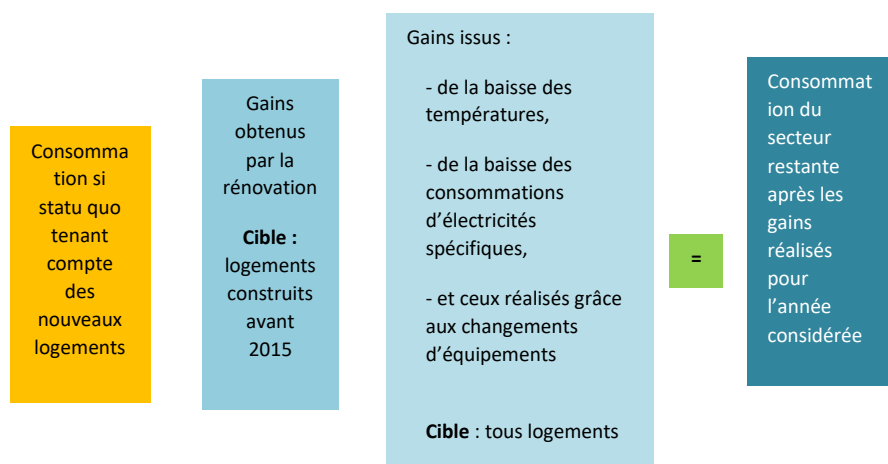 Consomma
tion si
statu quo
tenant
compte
des
nouveaux
logements
Gains
obtenus
par la
rénovation
Cible :
logements
construits
avant
2015
Gains issus :
- de la baisse des
températures,
- de la baisse des
consommations
d’électricités
spécifiques,
- et ceux réalisés grâce
aux changements
d’équipements
Cible : tous logements
=
Consommat
ion du
secteur
restante
après les
gains
réalisés
pour
l’année
considérée